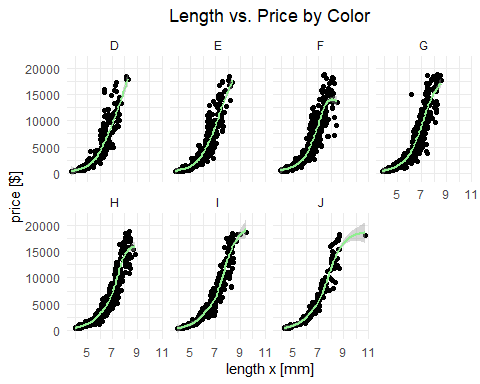 Length vs. Price by Color
D E F G
20000
15000
10000
5000
0
5 7 9 11
H I J
20000
15000
10000
5000
0
5 7 9 11 5 7 9 11 5 7 9 11
price [$]
length x [mm]